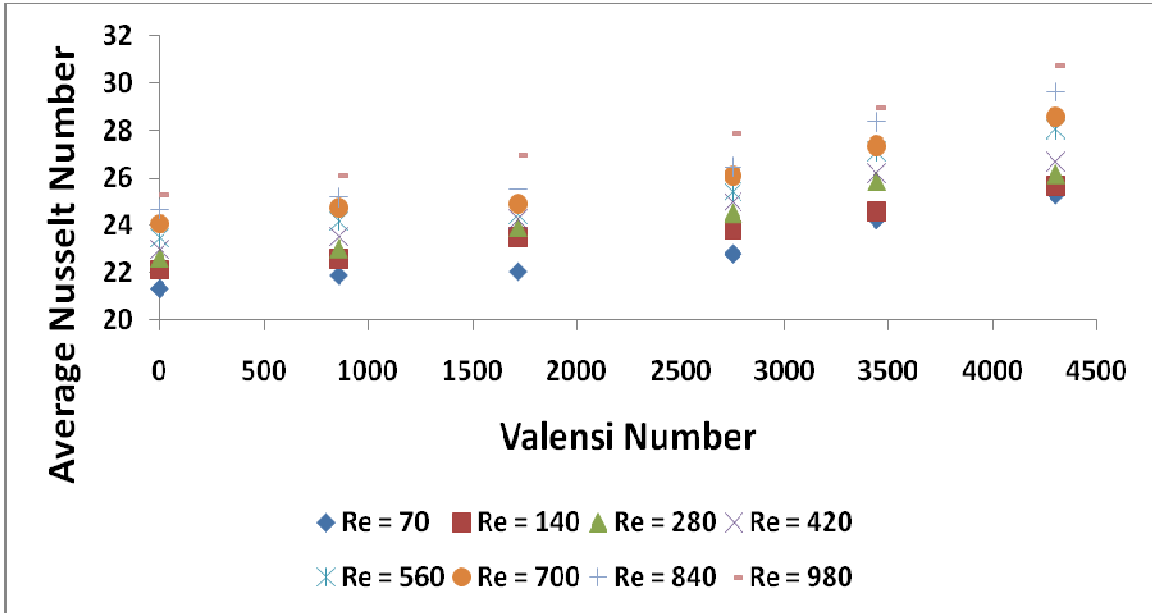 Average Nusselt Number
32
30
28
26
24
22
20
0 500 1000 1500 2000 2500 3000 3500 4000 4500
Valensi Number
Re = 70 Re = 140 Re = 280 Re = 420
Re = 560 Re = 700 Re = 840 Re = 980